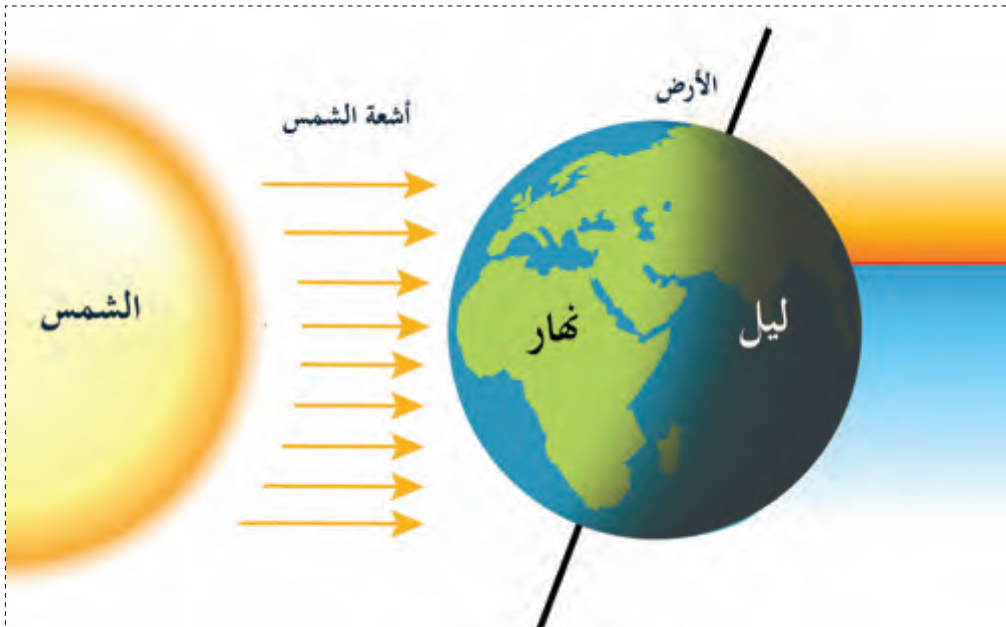 الأرض
أشعة الشمس
الشمس
نهار
ليل